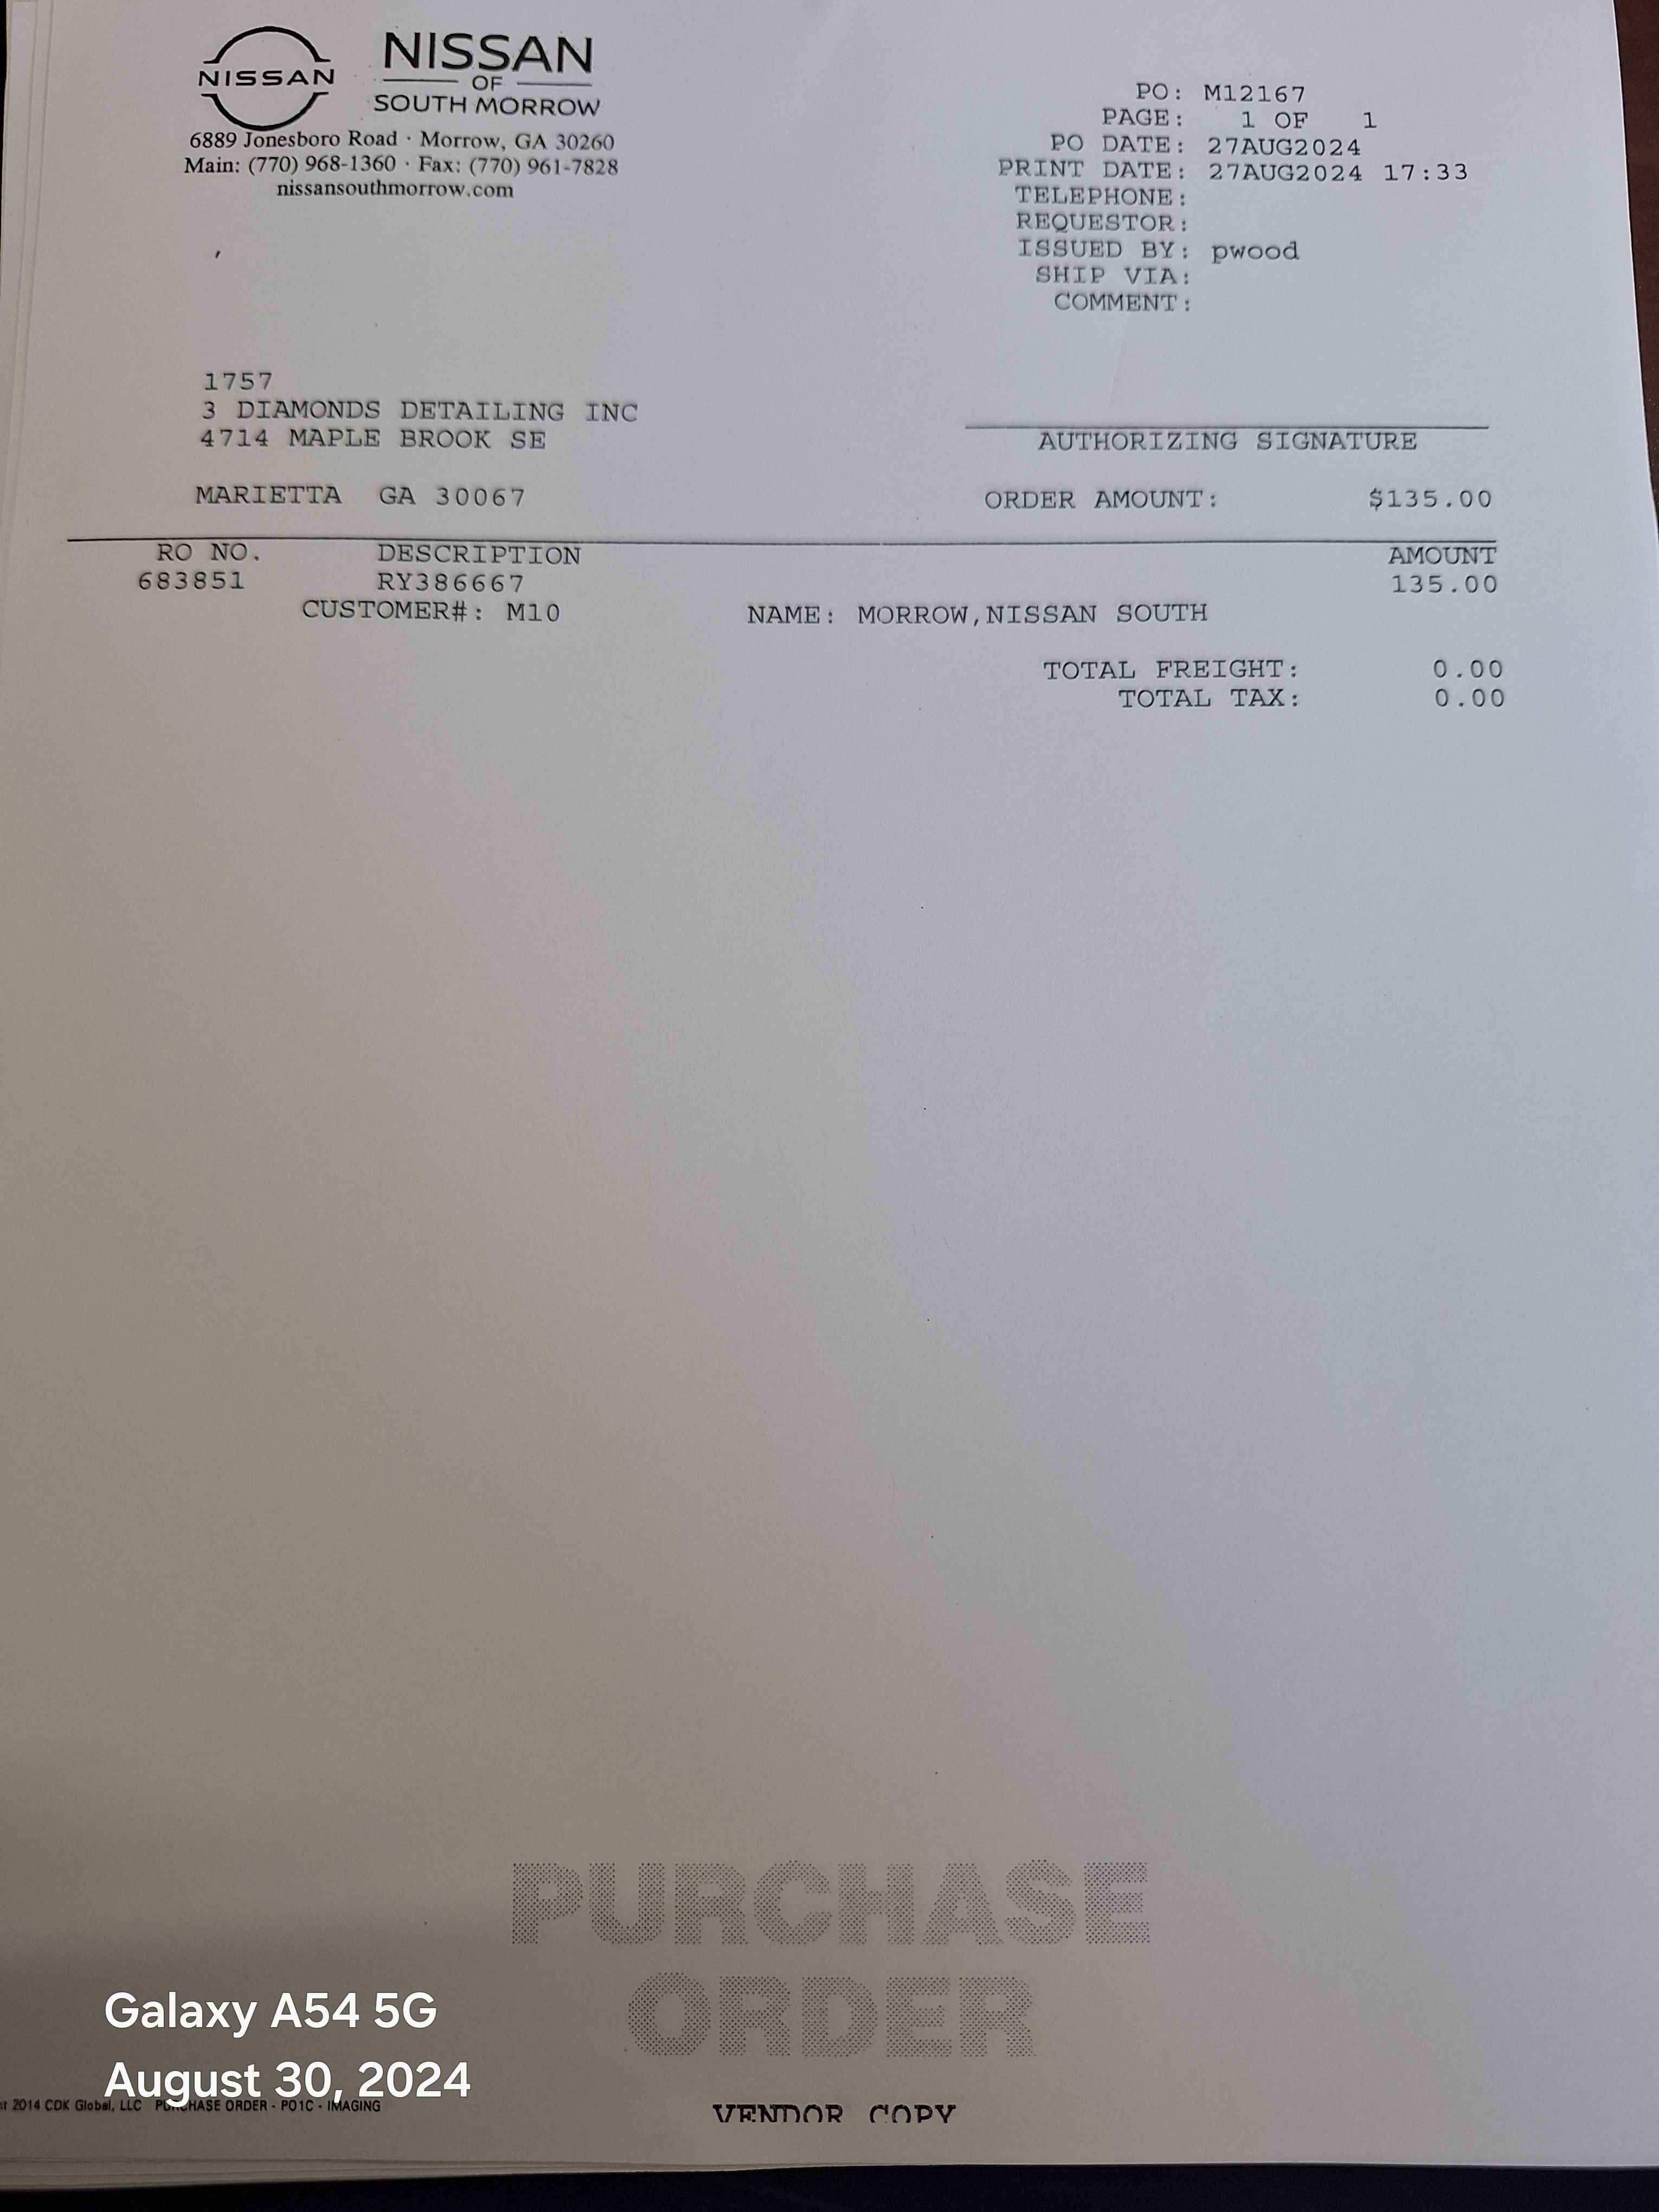 NISSAN
NISSAN
OF
SOUTH MORROW
6889 Jonesboro Road · Morrow, GA 30260
Main: (770) 968-1360 · Fax: (770) 961-7828
nissansouthmorrow.com
PO: M12167
PAGE: 1 OF 1
PO DATE: 27AUG2024
PRINT DATE: 27AUG2024 17:33
TELEPHONE:
REQUESTOR:
ISSUED BY: pwood
SHIP VIA:
COMMENT:
1757
3 DIAMONDS DETAILING INC
4714 MAPLE BROOK SE
MARIETTA GA 30067
AUTHORIZING SIGNATURE
ORDER AMOUNT: $135.00
RO NO. DESCRIPTION AMOUNT
683851 RY386667 135.00
CUSTOMER#: M10 NAME: MORROW,NISSAN SOUTH
TOTAL FREIGHT: 0.00
TOTAL TAX: 0.00
PURCHASE
ORDER
Galaxy A54 5G
August 30, 2024
2014 CDK Global, LLC PURCHASE ORDER - PO1C - IMAGING
VENDOR COPY